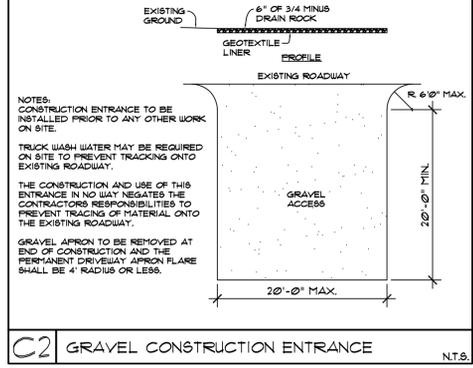 EXISTING
GROUND
6" OF 3/4 MINUS
DRAIN ROCK
GEOTEXTILE
LINER
PROFILE
EXISTING ROADWAY
R. 6'0" MAX.
NOTES:
CONSTRUCTION ENTRANCE TO BE
INSTALLED PRIOR TO ANY OTHER WORK
ON SITE.
TRUCK WASH WATER MAY BE REQUIRED
ON SITE TO PREVENT TRACKING ONTO
EXISTING ROADWAY.
THE CONSTRUCTION AND USE OF THIS
ENTRANCE IN NO WAY NEGATES THE
CONTRACTORS RESPONSIBILITIES TO
PREVENT TRACING OF MATERIAL ONTO
THE EXISTING ROADWAY.
GRAVEL APRON TO BE REMOVED AT
END OF CONSTRUCTION AND THE
PERMANENT DRIVEWAY APRON FLARE
SHALL BE 4' RADIUS OR LESS.
GRAVEL
ACCESS
20'-0" MIN.
20'-0" MAX.
C2 GRAVEL CONSTRUCTION ENTRANCE N.T.S.